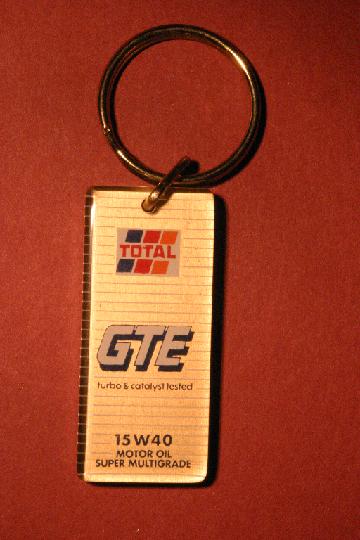 TOTAL
GTE
turbo & catalyst tested
15W40
MOTOR OIL
SUPER MULTIGRADE